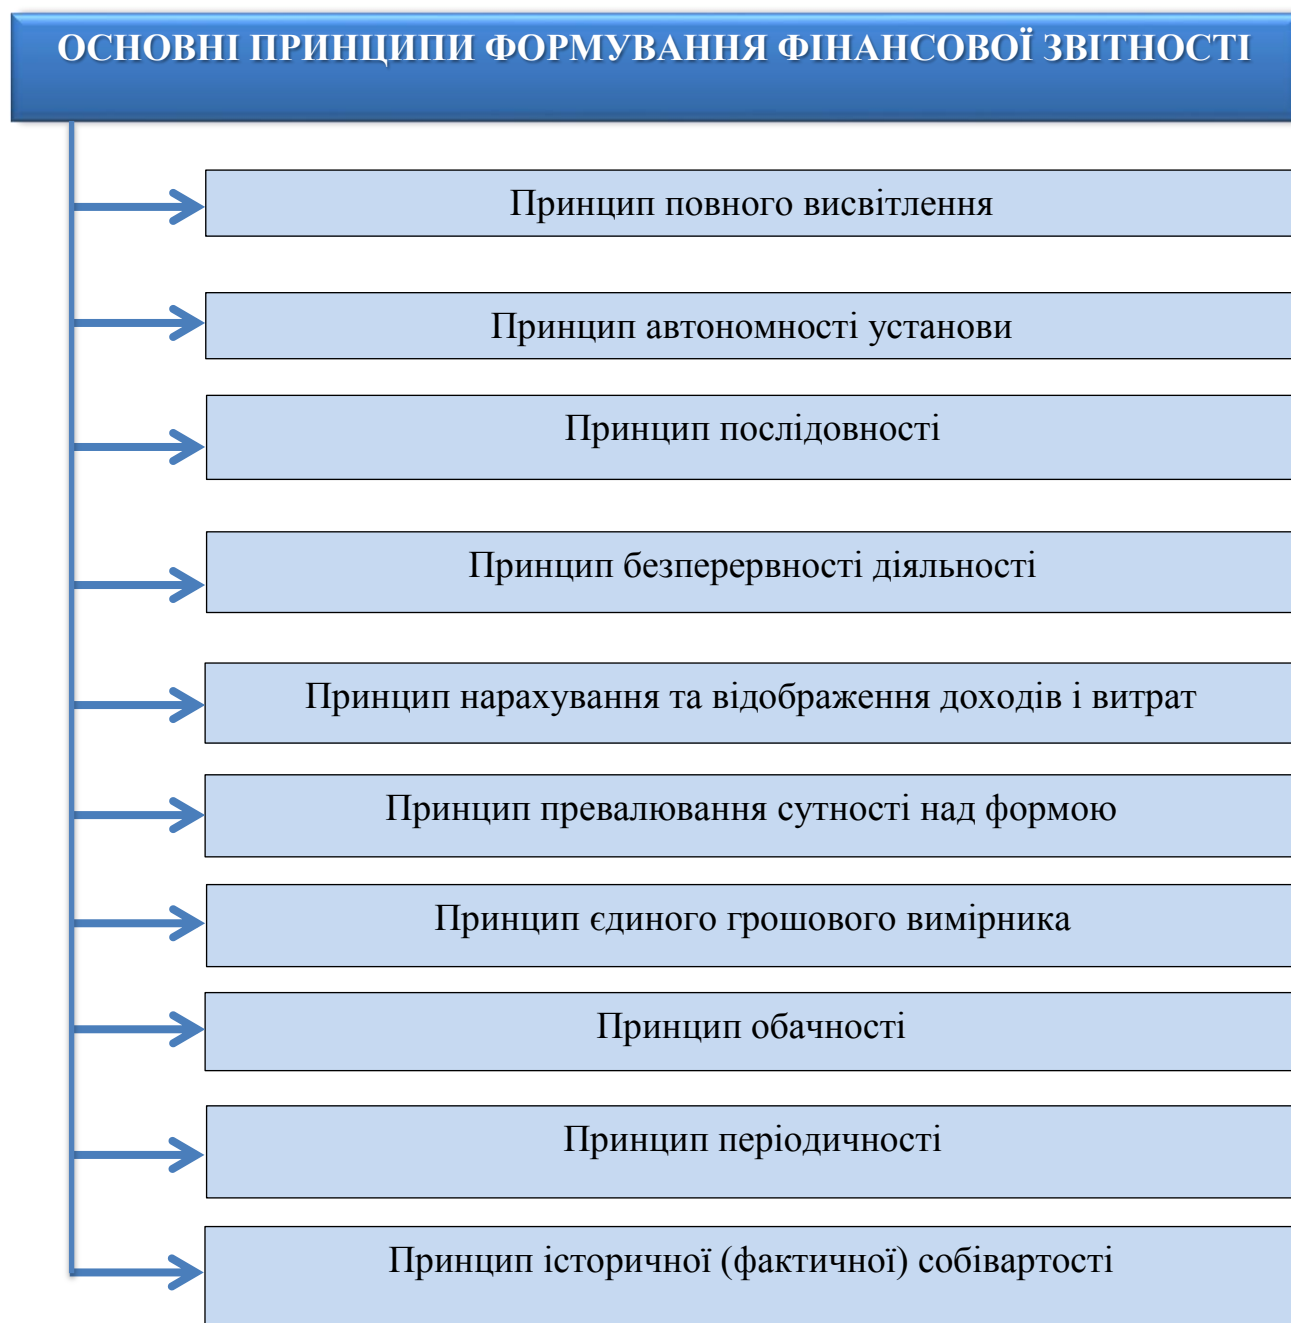 ОСНОВНІ ПРИНЦИПИ ФОРМУВАННЯ ФІНАНСОВОЇ ЗВІТНОСТІ
Принцип повного висвітлення
Принцип автономності установи
Принцип послідовності
Принцип безперервності діяльності
Принцип нарахування та відображення доходів і витрат
Принцип превалювання сутності над формою
Принцип єдиного грошового вимірника
Принцип обачності
Принцип періодичності
Принцип історичної (фактичної) собівартості